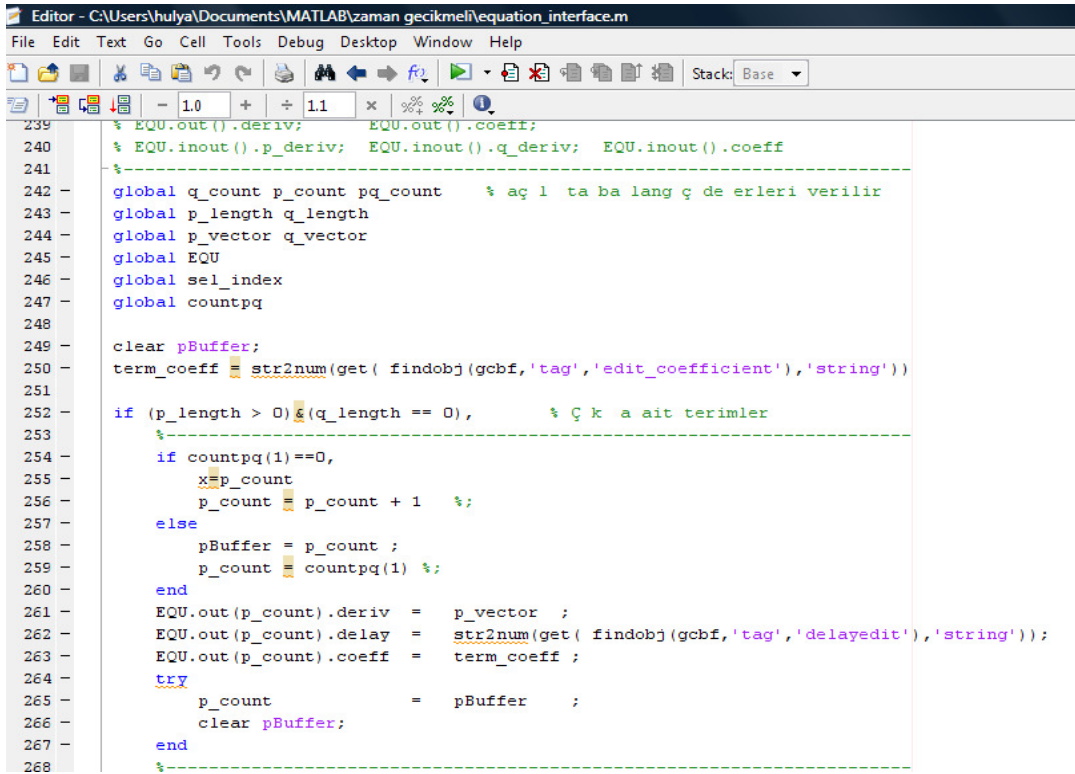 Editor - C:\Users\hulya\Documents\MATLAB\zaman gecikmeli\equation_interface.m
File Edit Text Go Cell Tools Debug Desktop Window Help
Stack: Base
- 1.0 + ÷ 1.1 ×
239 % EQU.out().deriv; EQU.out().coeff;
240 % EQU.inout().p_deriv; EQU.inout().q_deriv; EQU.inout().coeff
241 %-----------------------------------------------------------------------
242 - global q_count p_count pq_count % aç l ta ba lang ç de erleri verilir
243 - global p_length q_length
244 - global p_vector q_vector
245 - global EQU
246 - global sel_index
247 - global countpq
248
249 - clear pBuffer;
250 - term_coeff = str2num(get( findobj(gcbf,'tag','edit_coefficient'),'string'))
251
252 - if (p_length > 0)&(q_length == 0), % Ç k a ait terimler
253 %-----------------------------------------------------------------
254 - if countpq(1)==0,
255 - x=p_count
256 - p_count = p_count + 1 %;
257 - else
258 - pBuffer = p_count ;
259 - p_count = countpq(1) %;
260 - end
261 - EQU.out(p_count).deriv = p_vector ;
262 - EQU.out(p_count).delay = str2num(get( findobj(gcbf,'tag','delayedit'),'string'));
263 - EQU.out(p_count).coeff = term_coeff ;
264 - try
265 - p_count = pBuffer ;
266 - clear pBuffer;
267 - end
268 %-----------------------------------------------------------------